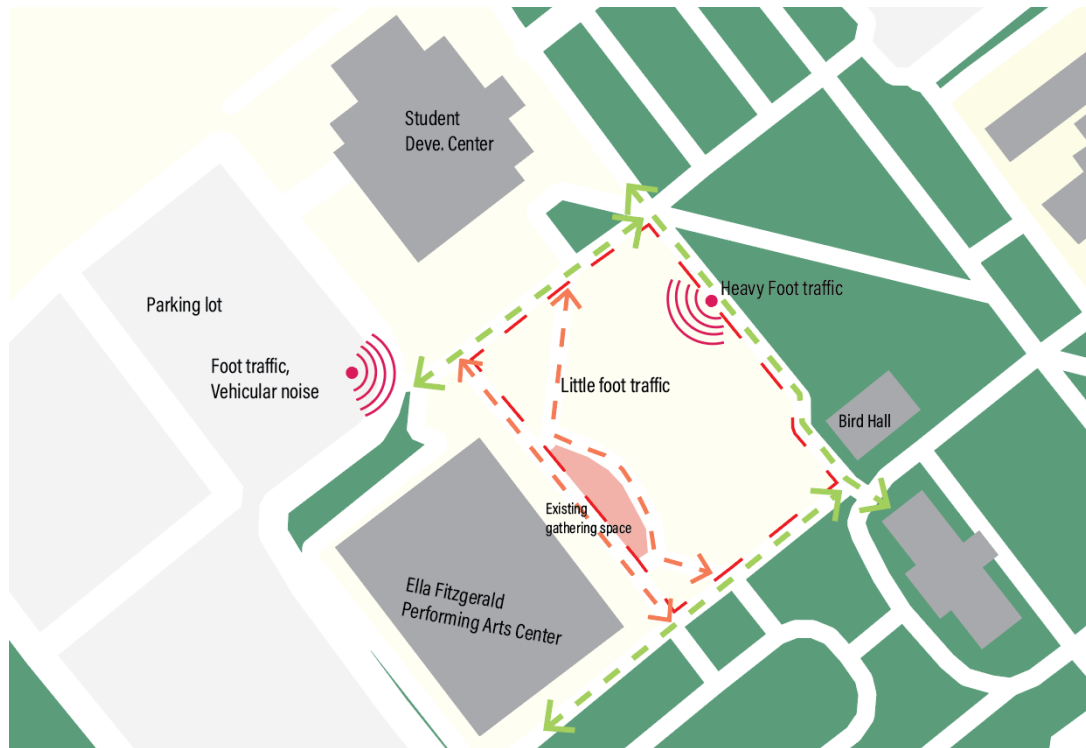 Student
Deve. Center
Parking lot
Heavy Foot traffic
Foot traffic,
Vehicular noise
Little foot traffic
Bird Hall
Existing
gathering space
Ella Fitzgerald
Performing Arts Center